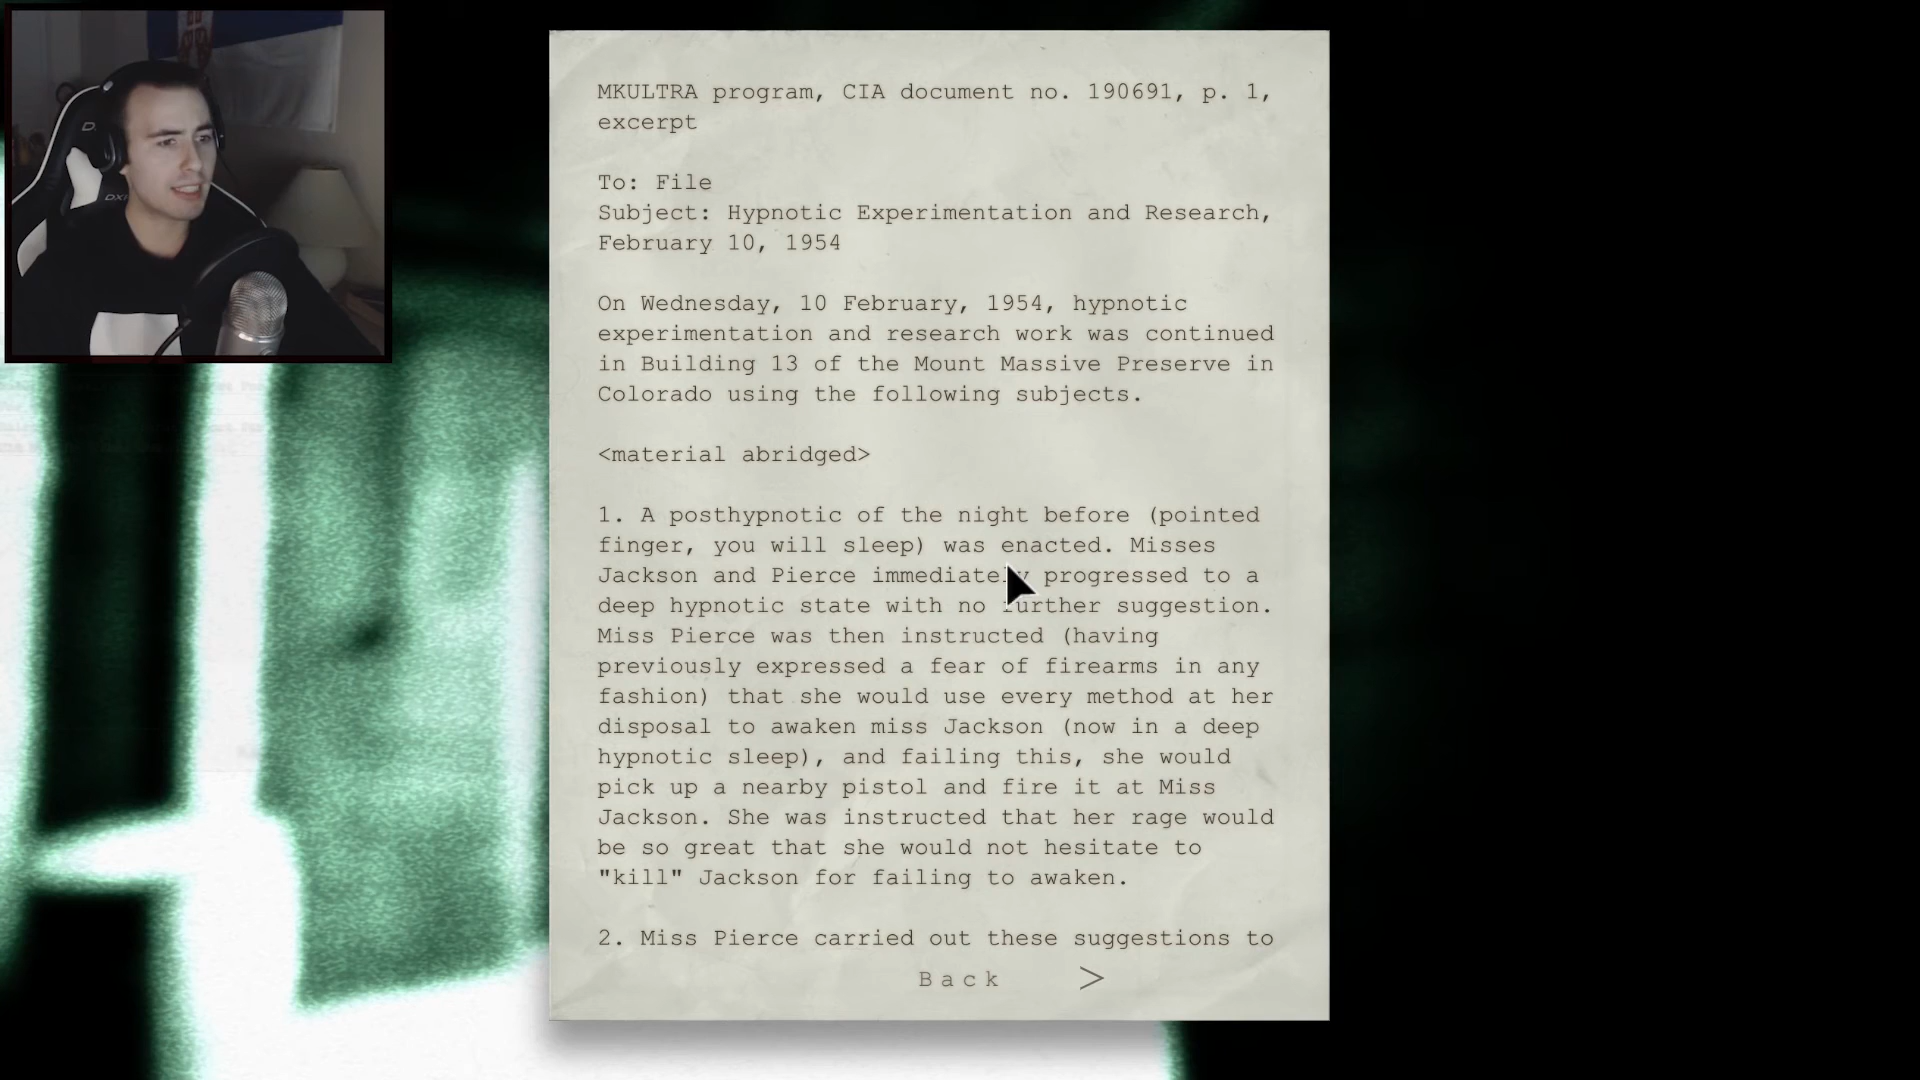 MKULTRA program, CIA document no. 190691, p. 1,
excerpt
To: File
Subject: Hypnotic Experimentation and Research,
February 10, 1954
On Wednesday, 10 February, 1954, hypnotic
experimentation and research work was continued
in Building 13 of the Mount Massive Preserve in
Colorado using the following subjects.
<material abridged>
1. A posthypnotic of the night before (pointed
finger, you will sleep) was enacted. Misses
Jackson and Pierce immediately progressed to a
deep hypnotic state with no further suggestion.
Miss Pierce was then instructed (having
previously expressed a fear of firearms in any
fashion) that she would use every method at her
disposal to awaken miss Jackson (now in a deep
hypnotic sleep), and failing this, she would
pick up a nearby pistol and fire it at Miss
Jackson. She was instructed that her rage would
be so great that she would not hesitate to
"kill" Jackson for failing to awaken.
2. Miss Pierce carried out these suggestions to
Back >